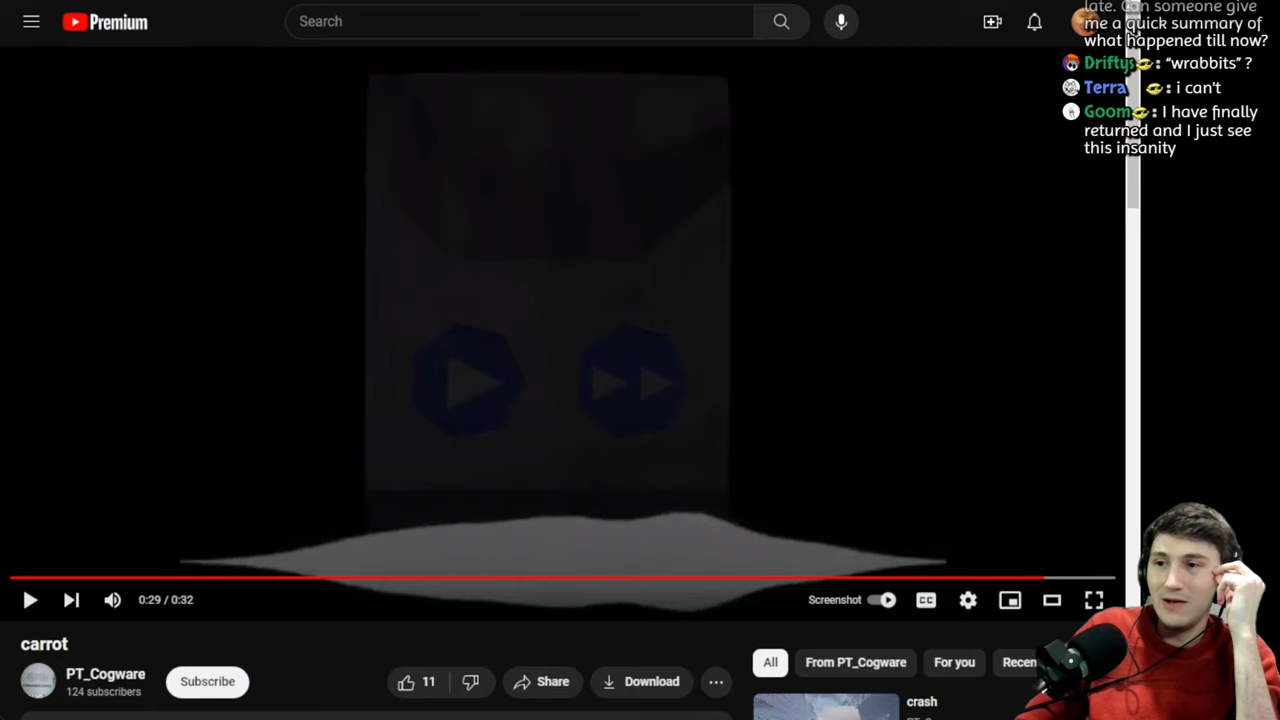 Premium
Search
late. Can someone give
me a quick summary of
what happened till now?
Driftys: “wrabbits” ?
Terra : i can't
Goom: I have finally
returned and I just see
this insanity
0:29 / 0:32
Screenshot
CC
carrot
PT_Cogware
124 subscribers
Subscribe
11
Share
Download
All
From PT_Cogware
For you
Recen
crash